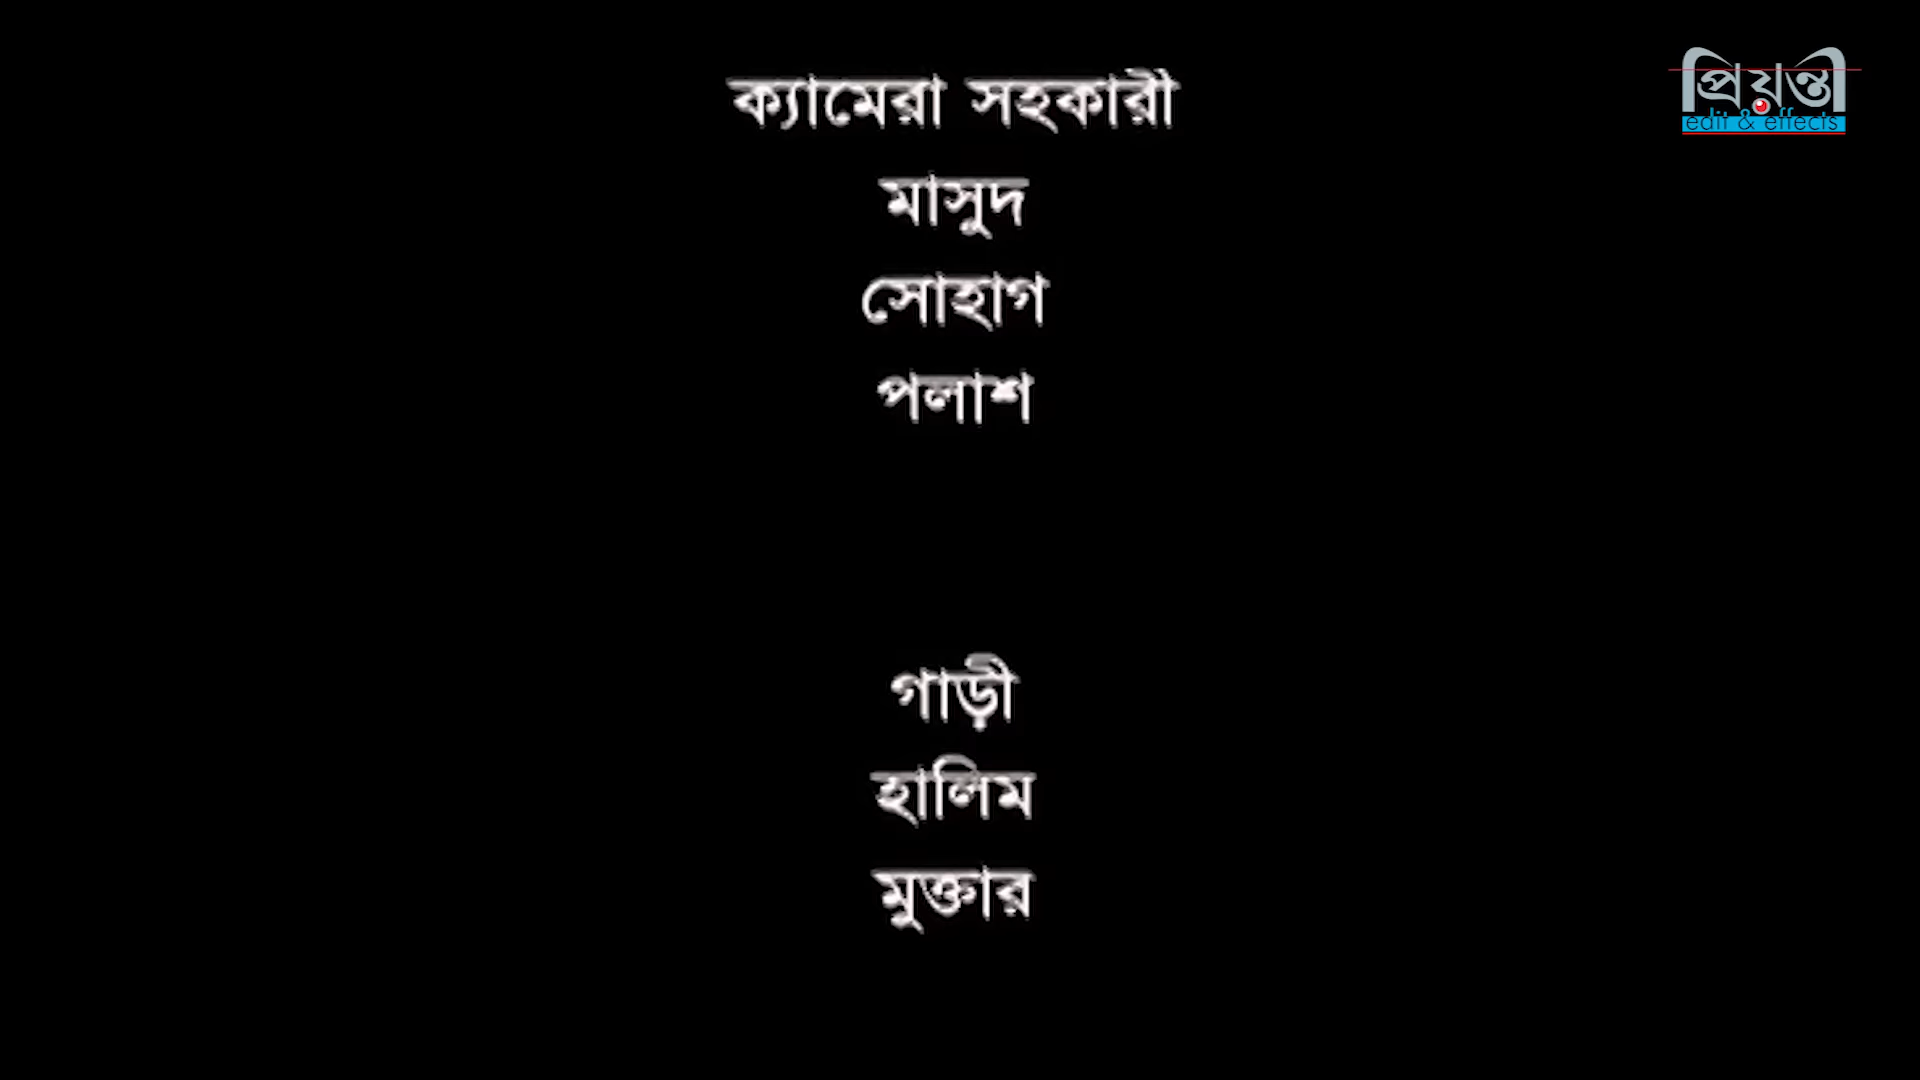 ক্যামেরা সহকারী
মাসুদ
সোহাগ
পলাশ
গাড়ী
হালিম
মুক্তার
প্রিয়ন্তী
edit & effects